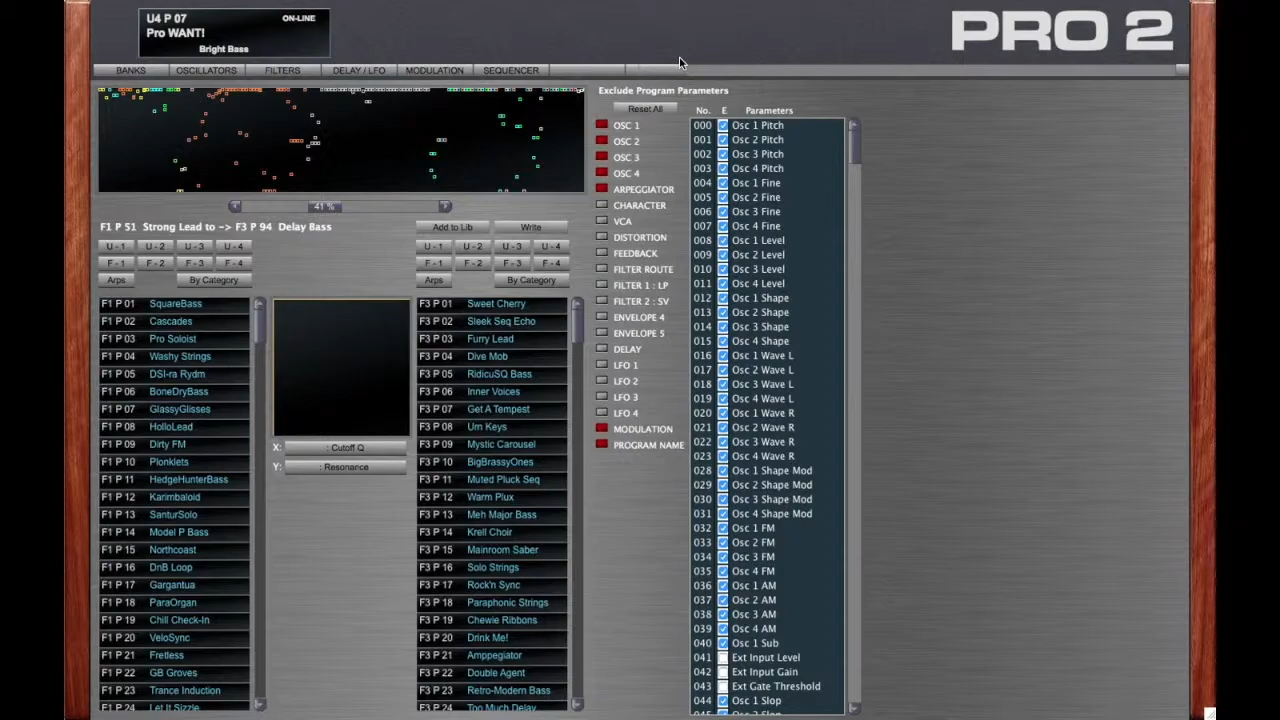 U4 P 07 ON-LINE
Pro WANT!
Bright Bass
PRO 2
BANKS OSCILLATORS FILTERS DELAY / LFO MODULATION SEQUENCER
41 %
F1 P 51 Strong Lead to -> F3 P 94 Delay Bass
Add to Lib Write
U - 1 U - 2 U - 3 U - 4
F - 1 F - 2 F - 3 F - 4
Arps By Category
U - 1 U - 2 U - 3 U - 4
F - 1 F - 2 F - 3 F - 4
Arps By Category
F1 P 01 SquareBass
F1 P 02 Cascades
F1 P 03 Pro Soloist
F1 P 04 Washy Strings
F1 P 05 DSI-ra Rydm
F1 P 06 BoneDryBass
F1 P 07 GlassyGlisses
F1 P 08 HolloLead
F1 P 09 Dirty FM
F1 P 10 Plonklets
F1 P 11 HedgeHunterBass
F1 P 12 Karimbaloid
F1 P 13 SanturSolo
F1 P 14 Model P Bass
F1 P 15 Northcoast
F1 P 16 DnB Loop
F1 P 17 Gargantua
F1 P 18 ParaOrgan
F1 P 19 Chill Check-In
F1 P 20 VeloSync
F1 P 21 Fretless
F1 P 22 GB Groves
F1 P 23 Trance Induction
F1 P 24 Let It Sizzle
X: : Cutoff Q
Y: : Resonance
F3 P 01 Sweet Cherry
F3 P 02 Sleek Seq Echo
F3 P 03 Furry Lead
F3 P 04 Dive Mob
F3 P 05 RidicuSQ Bass
F3 P 06 Inner Voices
F3 P 07 Get A Tempest
F3 P 08 Urn Keys
F3 P 09 Mystic Carousel
F3 P 10 BigBrassyOnes
F3 P 11 Muted Pluck Seq
F3 P 12 Warm Plux
F3 P 13 Meh Major Bass
F3 P 14 Krell Choir
F3 P 15 Mainroom Saber
F3 P 16 Solo Strings
F3 P 17 Rock'n Sync
F3 P 18 Paraphonic Strings
F3 P 19 Chewie Ribbons
F3 P 20 Drink Me!
F3 P 21 Amppegiator
F3 P 22 Double Agent
F3 P 23 Retro-Modern Bass
F3 P 24 Too Much Delay
Exclude Program Parameters
Reset All
OSC 1
OSC 2
OSC 3
OSC 4
ARPEGGIATOR
CHARACTER
VCA
DISTORTION
FEEDBACK
FILTER ROUTE
FILTER 1 : LP
FILTER 2 : SV
ENVELOPE 4
ENVELOPE 5
DELAY
LFO 1
LFO 2
LFO 3
LFO 4
MODULATION
PROGRAM NAME
No. E Parameters
000 Osc 1 Pitch
001 Osc 2 Pitch
002 Osc 3 Pitch
003 Osc 4 Pitch
004 Osc 1 Fine
005 Osc 2 Fine
006 Osc 3 Fine
007 Osc 4 Fine
008 Osc 1 Level
009 Osc 2 Level
010 Osc 3 Level
011 Osc 4 Level
012 Osc 1 Shape
013 Osc 2 Shape
014 Osc 3 Shape
015 Osc 4 Shape
016 Osc 1 Wave L
017 Osc 2 Wave L
018 Osc 3 Wave L
019 Osc 4 Wave L
020 Osc 1 Wave R
021 Osc 2 Wave R
022 Osc 3 Wave R
023 Osc 4 Wave R
028 Osc 1 Shape Mod
029 Osc 2 Shape Mod
030 Osc 3 Shape Mod
031 Osc 4 Shape Mod
032 Osc 1 FM
033 Osc 2 FM
034 Osc 3 FM
035 Osc 4 FM
036 Osc 1 AM
037 Osc 2 AM
038 Osc 3 AM
039 Osc 4 AM
040 Osc 1 Sub
041 Ext Input Level
042 Ext Input Gain
043 Ext Gate Threshold
044 Osc 1 Slop
045 Osc 2 Slop